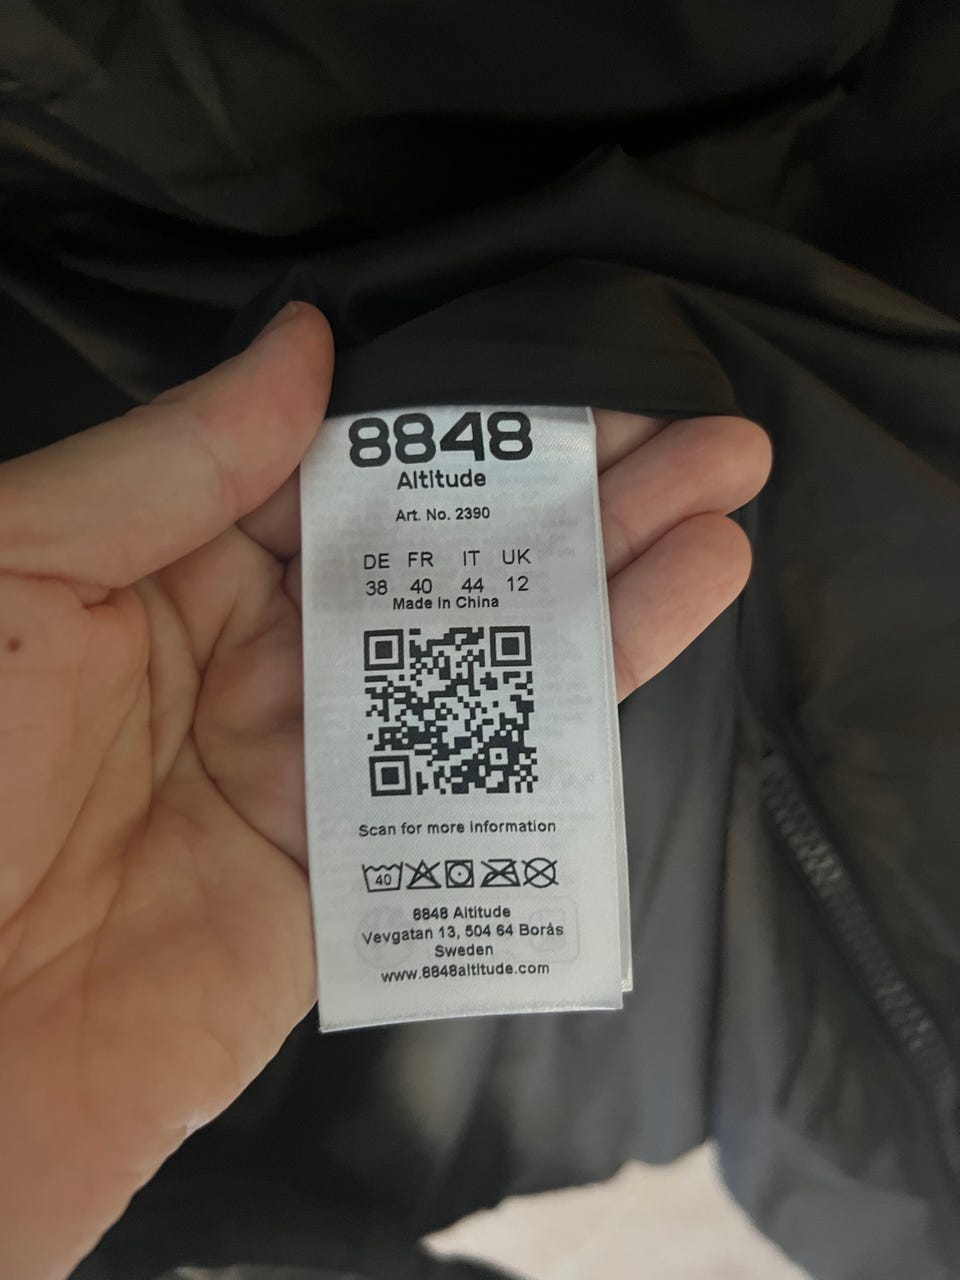 8848
Altitude
Art. No. 2390
DE FR IT UK
38 40 44 12
Made in China
Scan for more information
40
8848 Altitude
Vevgatan 13, 504 64 Borås
Sweden
www.8848altitude.com